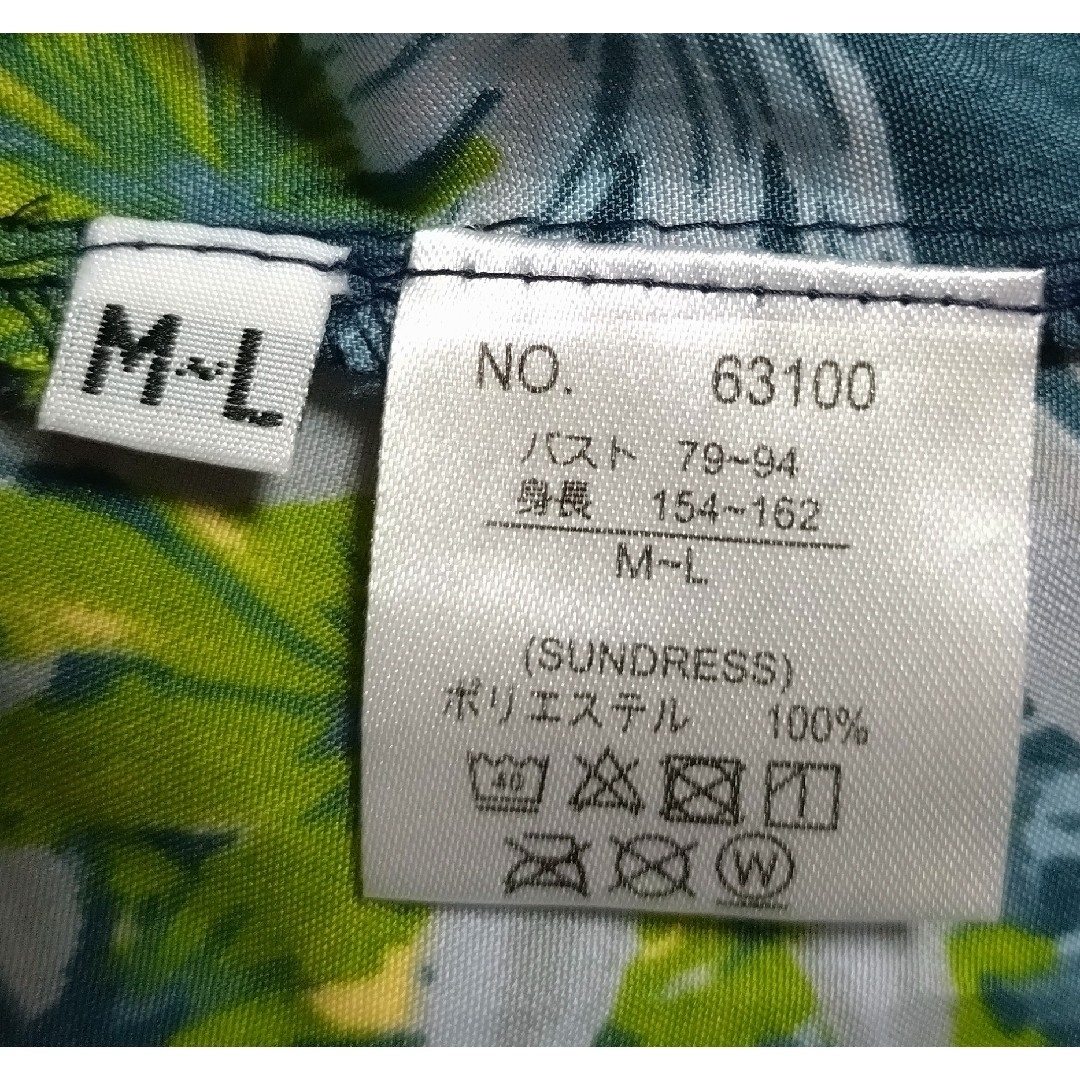 M~L
NO. 63100
バスト 79~94
身長 154~162
M~L
(SUNDRESS)
ポリエステル 100%
40
W